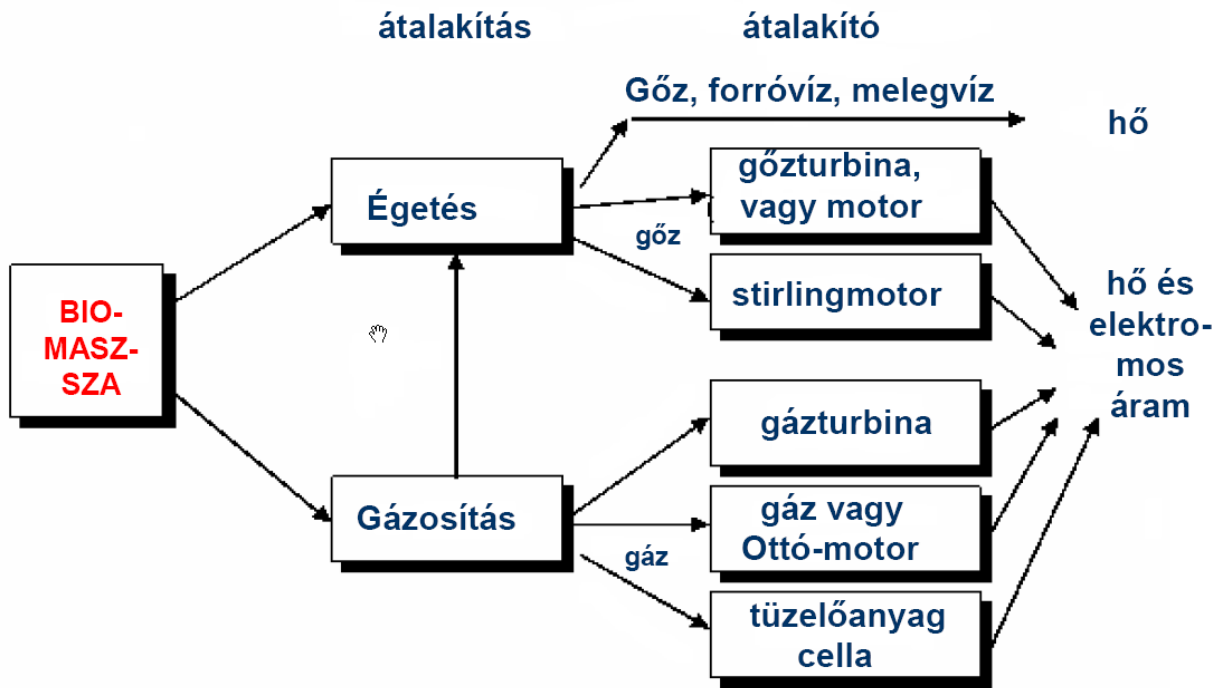 átalakítás
átalakító
Gőz, forróvíz, melegvíz
hő
Égetés
gőzturbina,
vagy motor
gőz
stirlingmotor
BIO-
MASZ-
SZA
hő és
elektro-
mos
áram
gázturbina
Gázosítás
gáz vagy
Ottó-motor
gáz
tüzelőanyag
cella